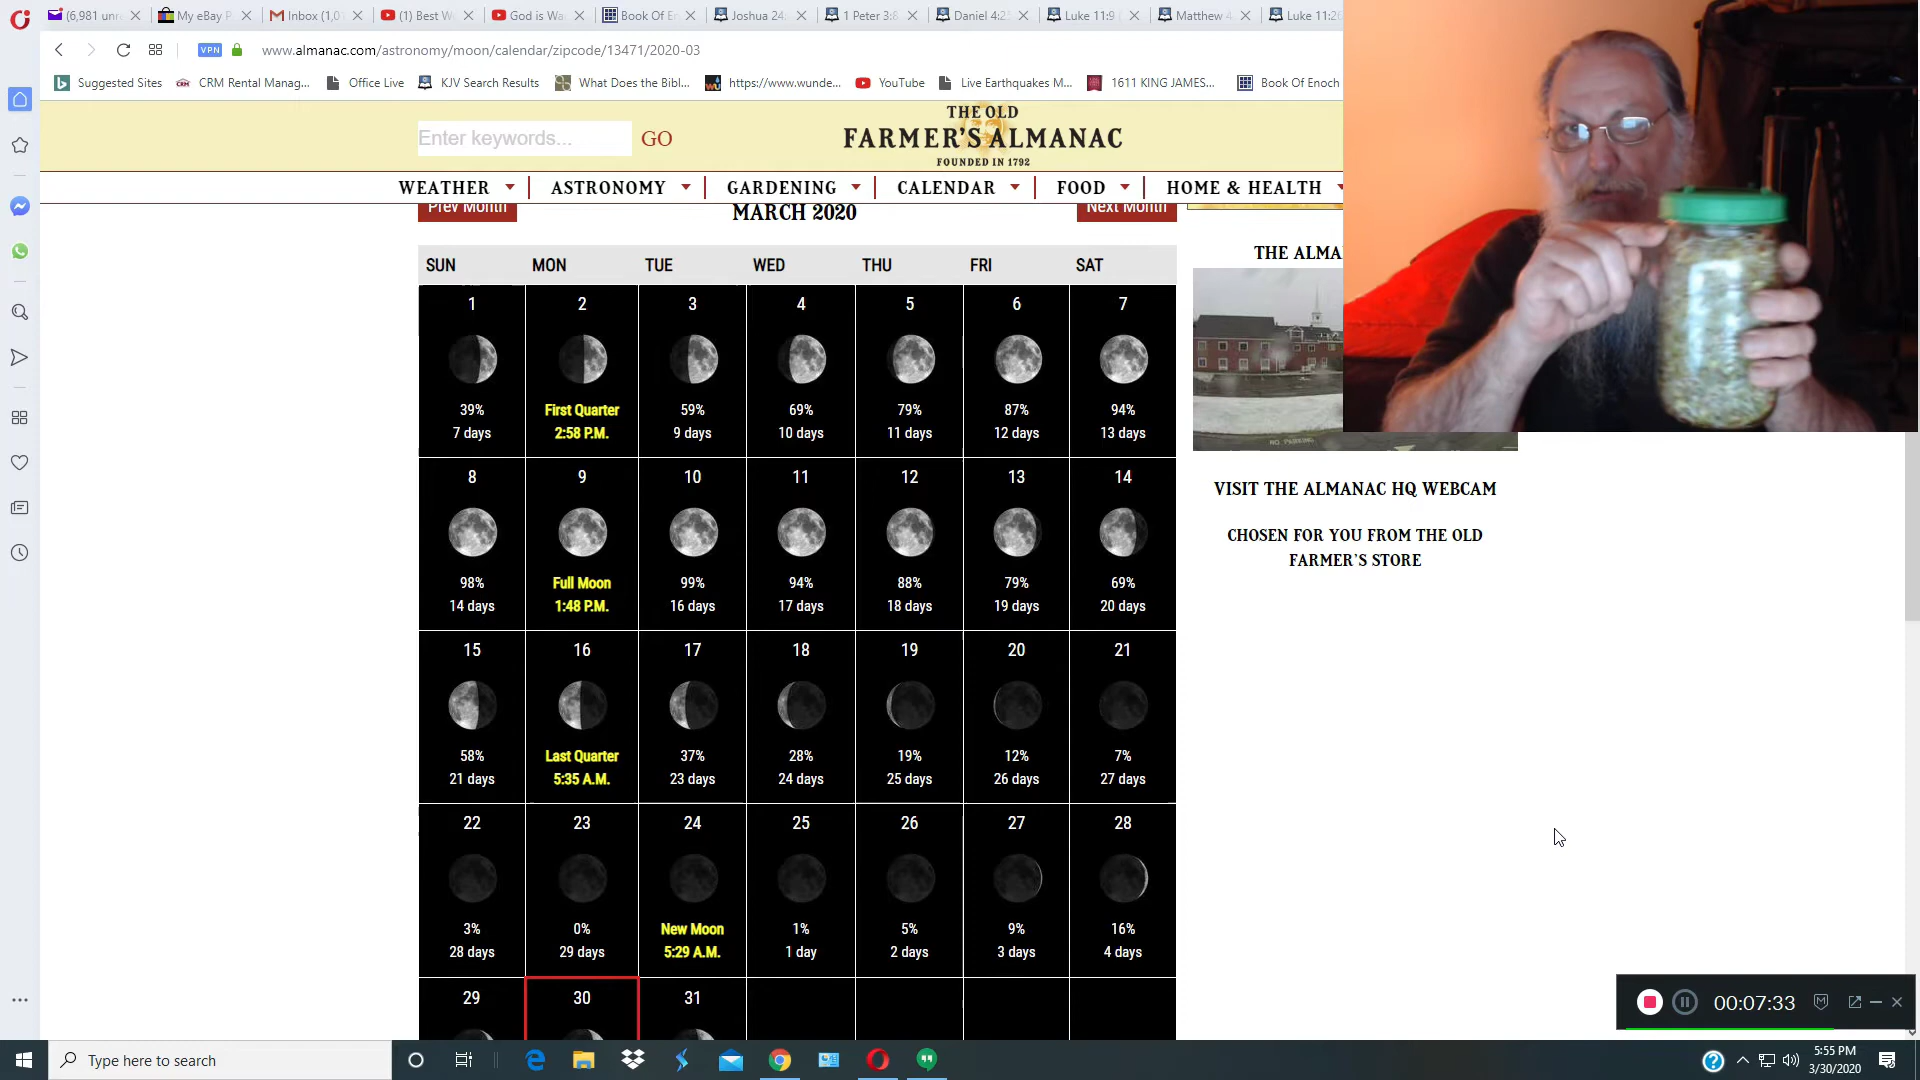 (6,981 unr
My eBay P
Inbox (1,0
(1) Best W
God is Wa
Book Of E
Joshua 24:
1 Peter 3:8
Daniel 4:2
Luke 11:9
Matthew 4
Luke 11:20
VPN
www.almanac.com/astronomy/moon/calendar/zipcode/13471/2020-03
Suggested Sites
CRM Rental Manag...
Office Live
KJV Search Results
What Does the Bibl...
https://www.wunde...
YouTube
Live Earthquakes M...
1611 KING JAMES...
Book Of Enoch
Enter keywords...
GO
THE OLD
FARMER'S ALMANAC
FOUNDED IN 1792
WEATHER
ASTRONOMY
GARDENING
CALENDAR
FOOD
HOME & HEALTH
Prev Month
MARCH 2020
Next Month
SUN MON TUE WED THU FRI SAT
1 2 3 4 5 6 7
39% First Quarter 59% 69% 79% 87% 94%
7 days 2:58 P.M. 9 days 10 days 11 days 12 days 13 days
8 9 10 11 12 13 14
98% Full Moon 99% 94% 88% 79% 69%
14 days 1:48 P.M. 16 days 17 days 18 days 19 days 20 days
15 16 17 18 19 20 21
58% Last Quarter 37% 28% 19% 12% 7%
21 days 5:35 A.M. 23 days 24 days 25 days 26 days 27 days
22 23 24 25 26 27 28
3% 0% New Moon 1% 5% 9% 16%
28 days 29 days 5:29 A.M. 1 day 2 days 3 days 4 days
29 30 31
THE ALMA
NO PARKING
VISIT THE ALMANAC HQ WEBCAM
CHOSEN FOR YOU FROM THE OLD
FARMER'S STORE
00:07:33
Type here to search
5:55 PM
3/30/2020